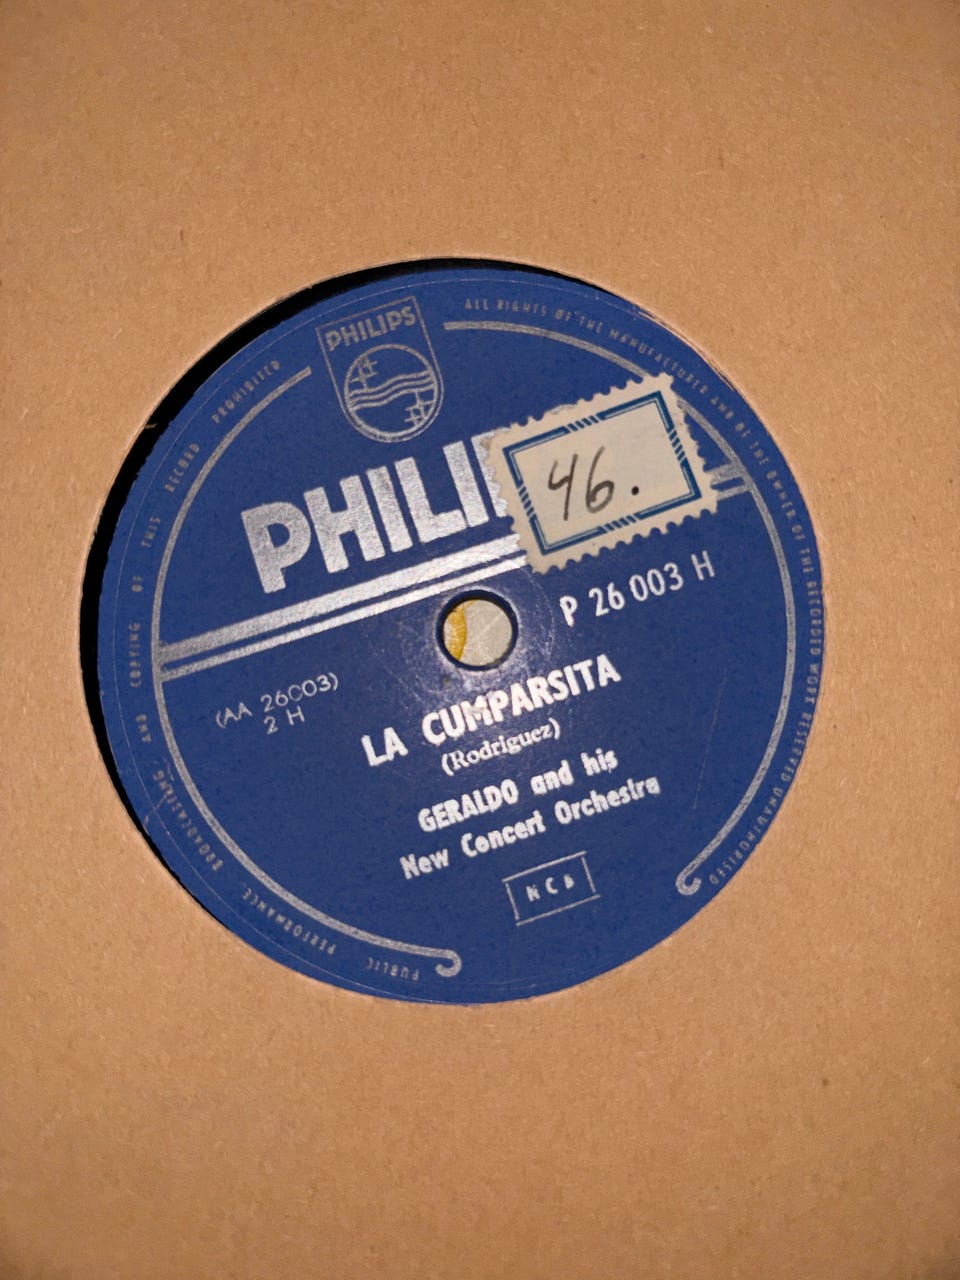 PHILIPS
PHILI
46.
P 26 003 H
(AA 26003)
2 H
LA CUMPARSITA
(Rodriguez)
GERALDO and his
New Concert Orchestra
NCB
ALL RIGHTS OF THE MANUFACTURER AND OF THE OWNER OF THE RECORDED WORK RESERVED UNAUTHORISED PUBLIC PERFORMANCE BROADCASTING AND COPYING OF THIS RECORD PROHIBITED